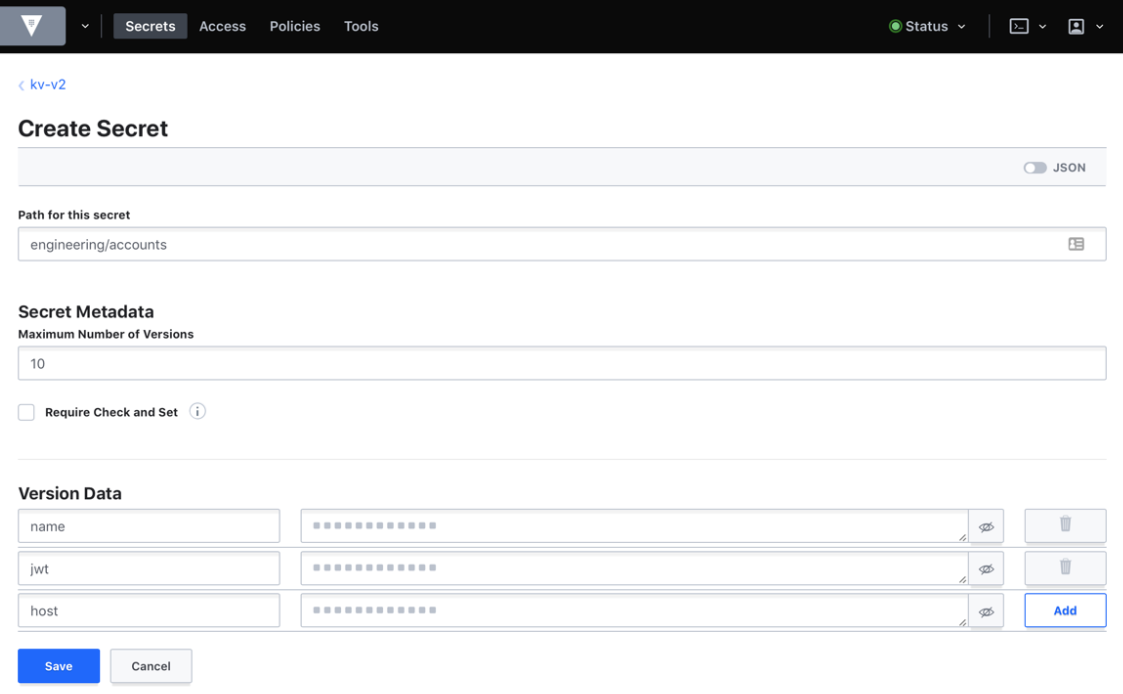 Secrets Access Policies Tools Status
kv-v2
Create Secret
JSON
Path for this secret
engineering/accounts
Secret Metadata
Maximum Number of Versions
10
Require Check and Set
Version Data
name
jwt
host Add
Save Cancel